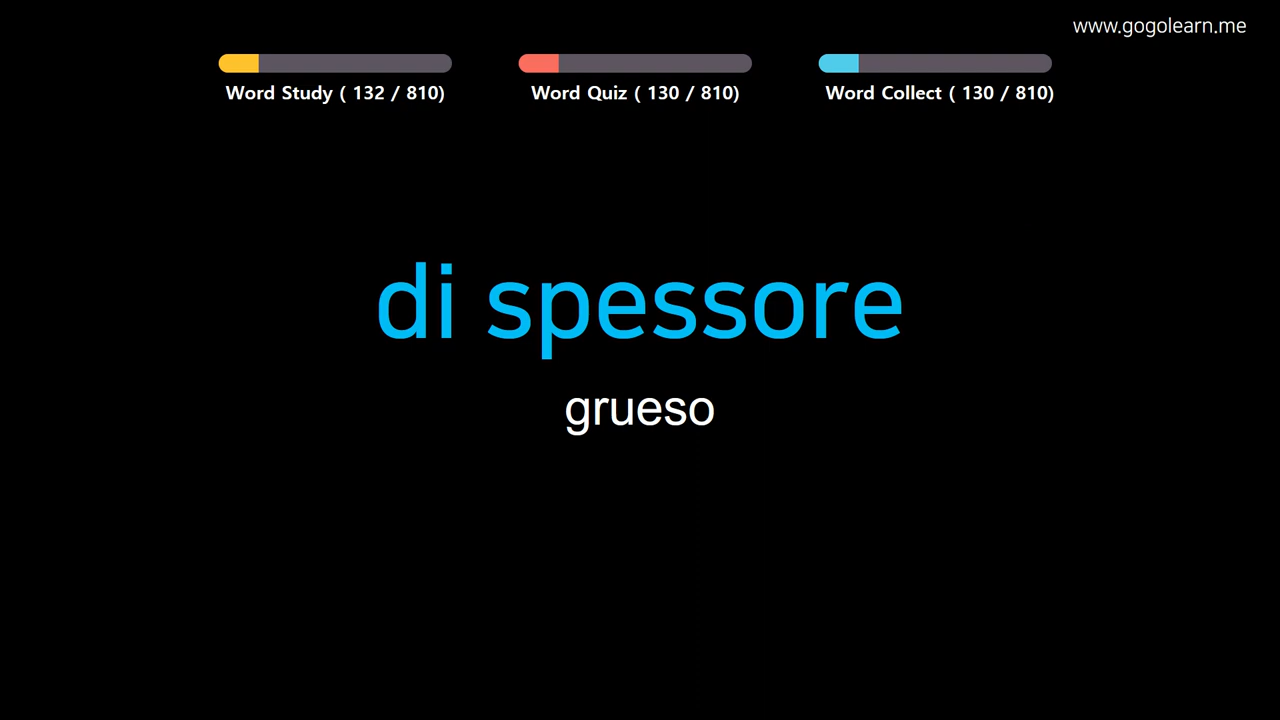 www.gogolearn.me
Word Study ( 132 / 810)
Word Quiz ( 130 / 810)
Word Collect ( 130 / 810)
di spessore
grueso